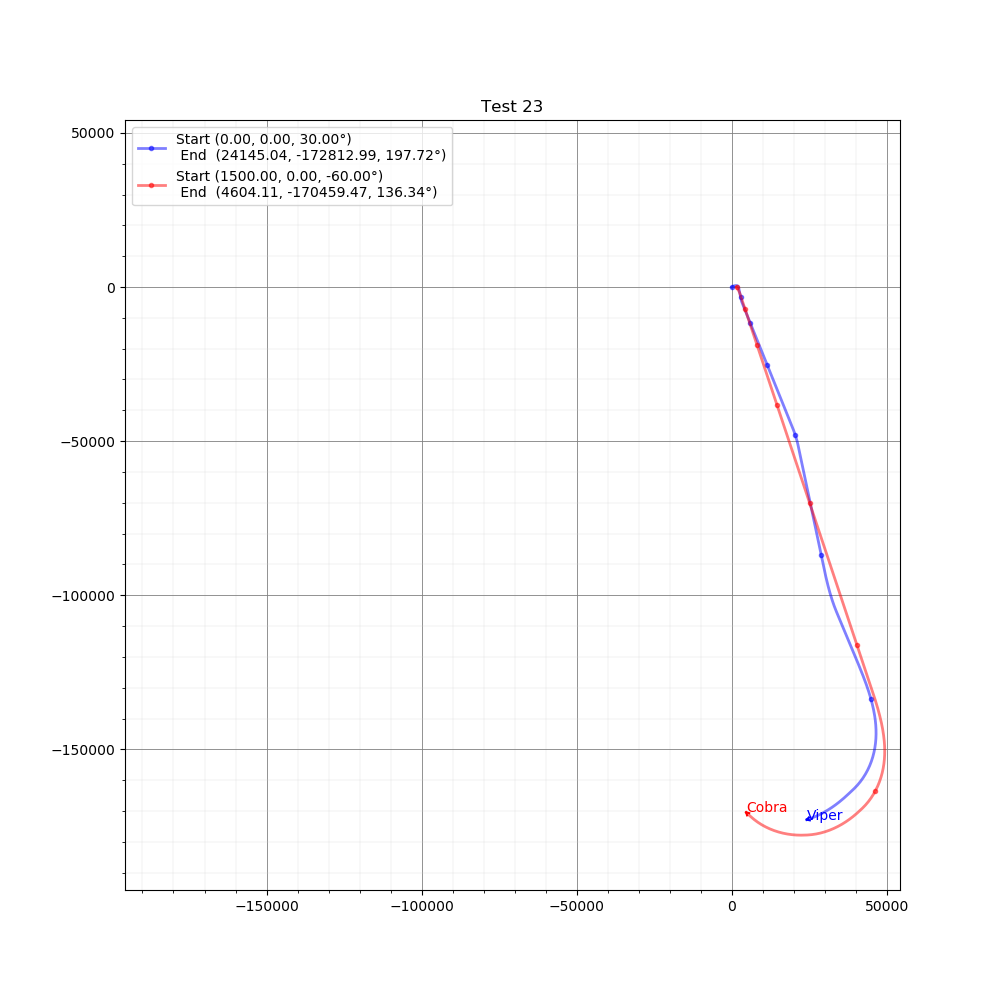 Test 23
Start (0.00, 0.00, 30.00°)
End  (24145.04, -172812.99, 197.72°)
Start (1500.00, 0.00, -60.00°)
End  (4604.11, -170459.47, 136.34°)
50000
0
−50000
−100000
−150000
Cobra
Viper
−150000
−100000
−50000
0
50000